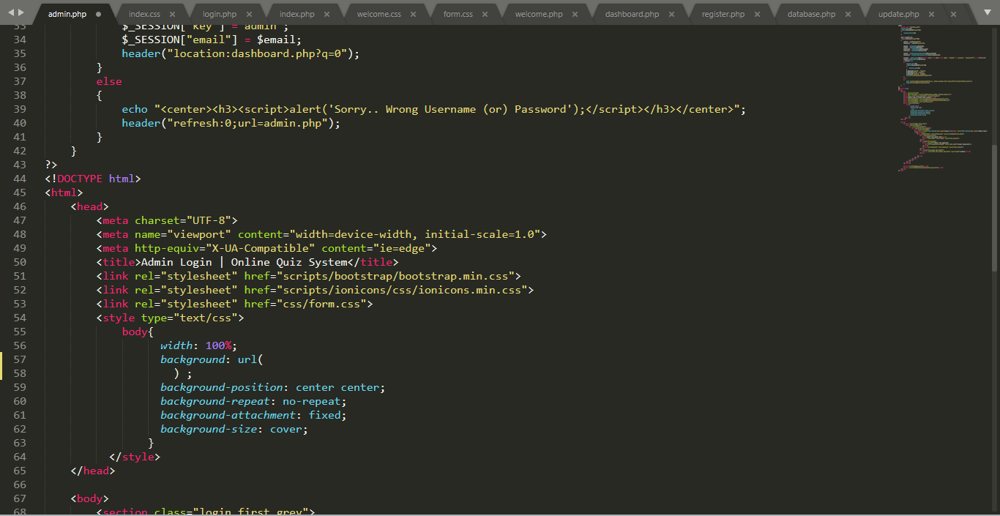 admin.php index.css login.php index.php welcome.css form.css welcome.php dashboard.php register.php database.php update.php
33 $_SESSION["key"] = "admin";
34 $_SESSION["email"] = $email;
35 header("location:dashboard.php?q=0");
36 }
37 else
38 {
39 echo "<center><h3><script>alert('Sorry.. Wrong Username (or) Password');</script></h3></center>";
40 header("refresh:0;url=admin.php");
41 }
42 }
43 ?>
44 <!DOCTYPE html>
45 <html>
46 <head>
47 <meta charset="UTF-8">
48 <meta name="viewport" content="width=device-width, initial-scale=1.0">
49 <meta http-equiv="X-UA-Compatible" content="ie=edge">
50 <title>Admin Login | Online Quiz System</title>
51 <link rel="stylesheet" href="scripts/bootstrap/bootstrap.min.css">
52 <link rel="stylesheet" href="scripts/ionicons/css/ionicons.min.css">
53 <link rel="stylesheet" href="css/form.css">
54 <style type="text/css">
55 body{
56 width: 100%;
57 background: url(
58 ) ;
59 background-position: center center;
60 background-repeat: no-repeat;
61 background-attachment: fixed;
62 background-size: cover;
63 }
64 </style>
65 </head>
66
67 <body>
68 <section class="login first grey">